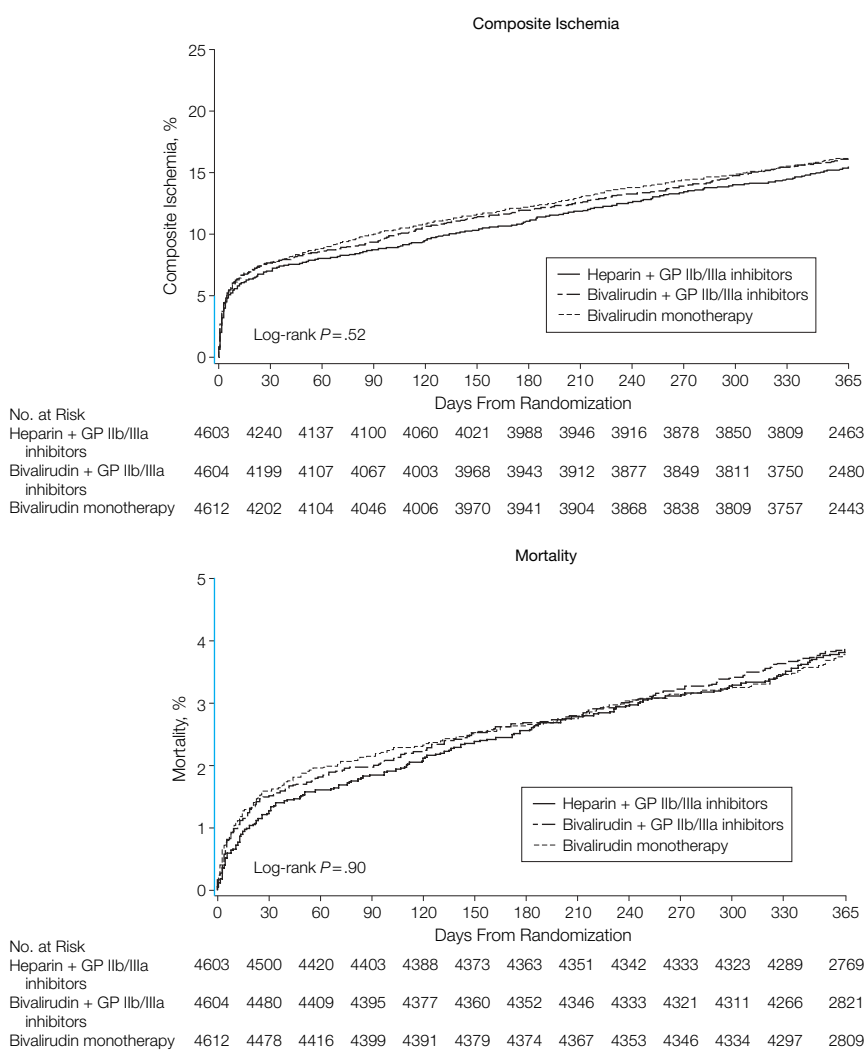 Composite Ischemia
25
20
15
10
5
0
Composite Ischemia, %
Heparin + GP IIb/IIIa inhibitors
Bivalirudin + GP IIb/IIIa inhibitors
Bivalirudin monotherapy
Log-rank P=.52
0 30 60 90 120 150 180 210 240 270 300 330 365
Days From Randomization
No. at Risk
Heparin + GP IIb/IIIa 4603 4240 4137 4100 4060 4021 3988 3946 3916 3878 3850 3809 2463
inhibitors
Bivalirudin + GP IIb/IIIa 4604 4199 4107 4067 4003 3968 3943 3912 3877 3849 3811 3750 2480
inhibitors
Bivalirudin monotherapy 4612 4202 4104 4046 4006 3970 3941 3904 3868 3838 3809 3757 2443
Mortality
5
4
3
2
1
0
Mortality, %
Heparin + GP IIb/IIIa inhibitors
Bivalirudin + GP IIb/IIIa inhibitors
Bivalirudin monotherapy
Log-rank P=.90
0 30 60 90 120 150 180 210 240 270 300 330 365
Days From Randomization
No. at Risk
Heparin + GP IIb/IIIa 4603 4500 4420 4403 4388 4373 4363 4351 4342 4333 4323 4289 2769
inhibitors
Bivalirudin + GP IIb/IIIa 4604 4480 4409 4395 4377 4360 4352 4346 4333 4321 4311 4266 2821
inhibitors
Bivalirudin monotherapy 4612 4478 4416 4399 4391 4379 4374 4367 4353 4346 4334 4297 2809